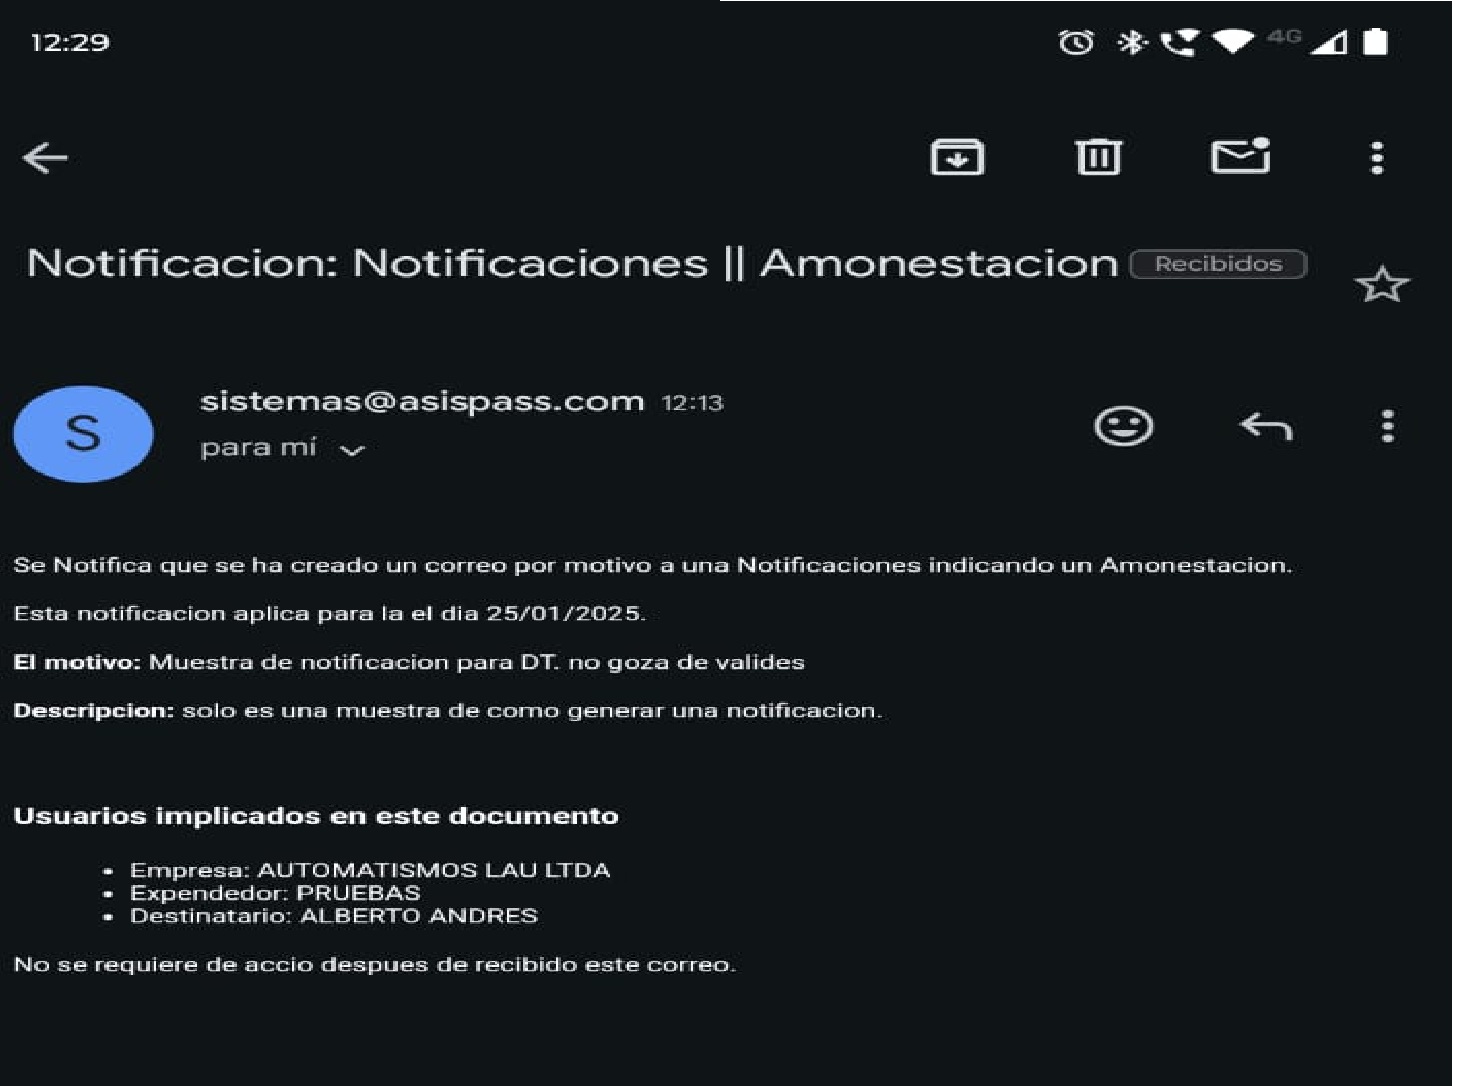 12:29
4G
Notificacion: Notificaciones || Amonestacion Recibidos
S
sistemas@asispass.com 12:13
para mí
Se Notifica que se ha creado un correo por motivo a una Notificaciones indicando un Amonestacion.
Esta notificacion aplica para la el dia 25/01/2025.
El motivo: Muestra de notificacion para DT. no goza de valides
Descripcion: solo es una muestra de como generar una notificacion.
Usuarios implicados en este documento
• Empresa: AUTOMATISMOS LAU LTDA
• Expendedor: PRUEBAS
• Destinatario: ALBERTO ANDRES
No se requiere de accio despues de recibido este correo.